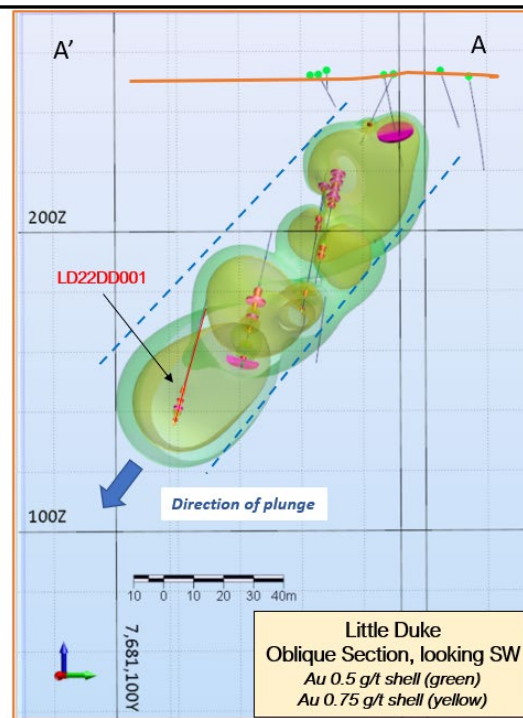 A'
A
200Z
LD22DD001
Direction of plunge
100Z
10 0 10 20 30 40m
7,681,100Y
Little Duke
Oblique Section, looking SW
Au 0.5 g/t shell (green)
Au 0.75 g/t shell (yellow)